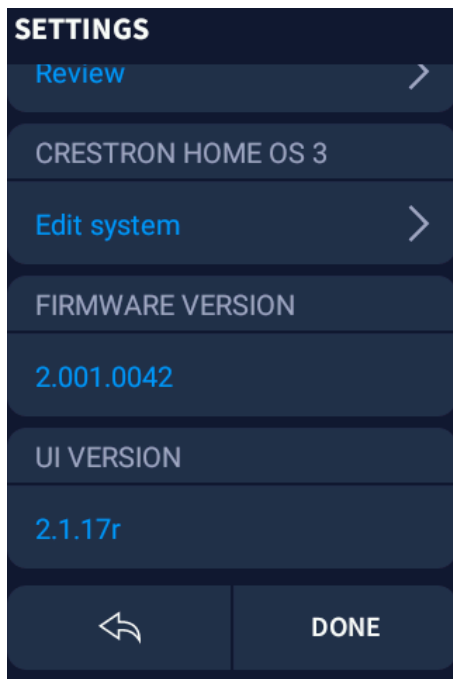 SETTINGS
Review
CRESTRON HOME OS 3
Edit system
FIRMWARE VERSION
2.001.0042
UI VERSION
2.1.17r
DONE